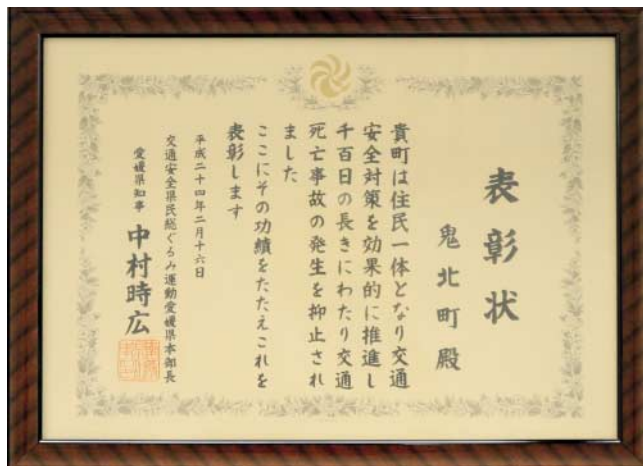 表彰状
鬼北町殿
貴町は住民一体となり交通
安全対策を効果的に推進し
千百日の長きにわたり交通
死亡事故の発生を抑止され
ました
ここにその功績をたたえこれを
表彰します
平成二十四年二月十六日
交通安全県民総ぐるみ運動愛媛県本部長
愛媛県知事 中村時広